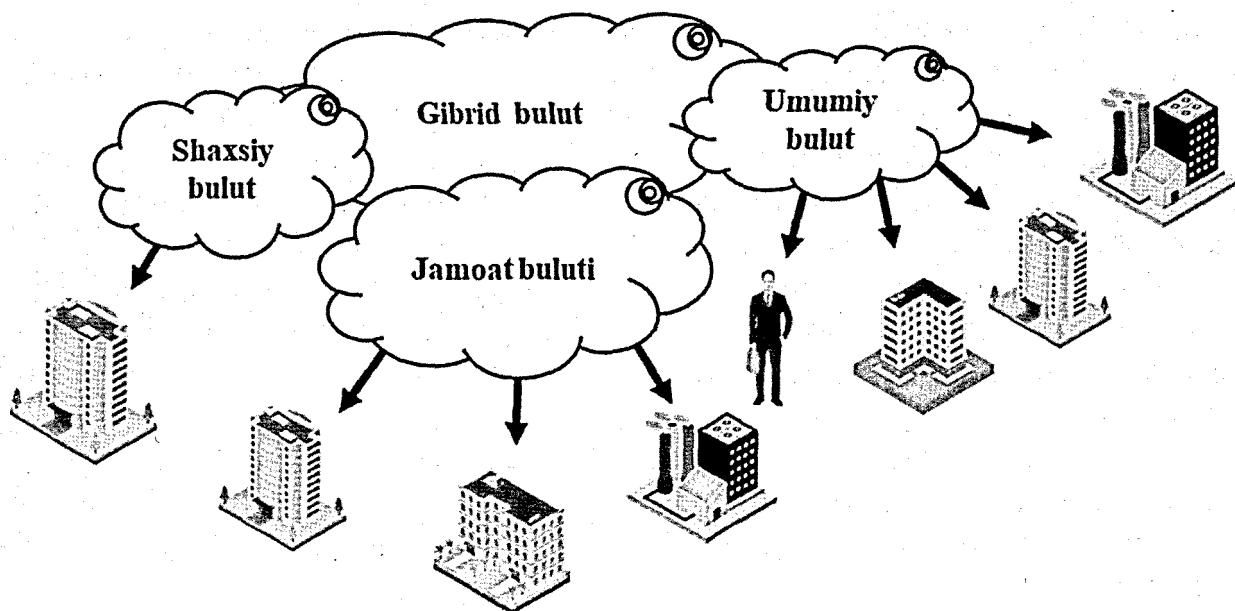 Gibrid bulut
Umumiy
bulut
Shaxsiy
bulut
Jamoat buluti